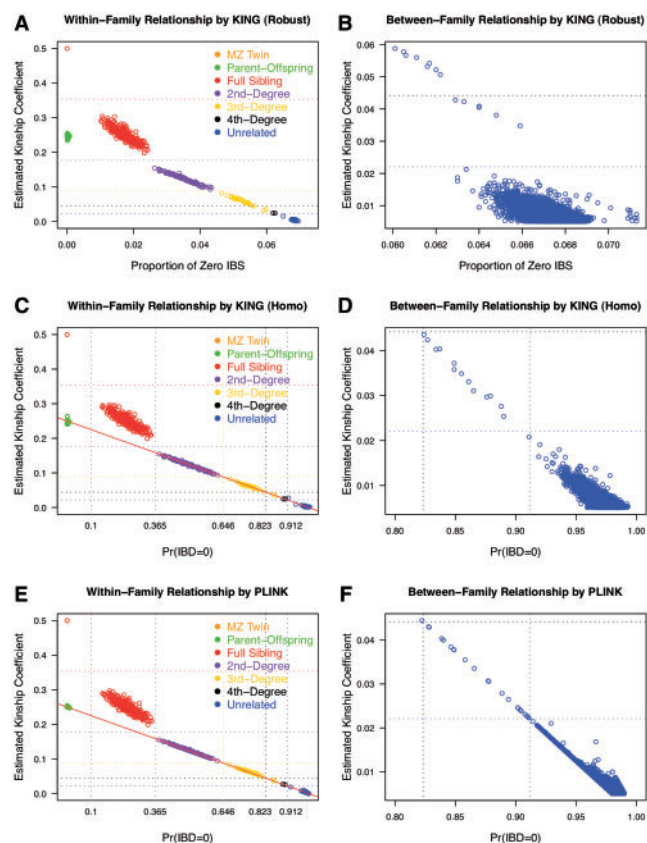 A
Within-Family Relationship by KING (Robust)
Estimated Kinship Coefficient
0.5
0.4
0.3
0.2
0.1
0.0
MZ Twin
Parent-Offspring
Full Sibling
2nd-Degree
3rd-Degree
4th-Degree
Unrelated
0.00
0.02
0.04
0.06
Proportion of Zero IBS
B
Between-Family Relationship by KING (Robust)
Estimated Kinship Coefficient
0.06
0.05
0.04
0.03
0.02
0.01
0.060
0.062
0.064
0.066
0.068
0.070
Proportion of Zero IBS
C
Within-Family Relationship by KING (Homo)
Estimated Kinship Coefficient
0.5
0.4
0.3
0.2
0.1
0.0
MZ Twin
Parent-Offspring
Full Sibling
2nd-Degree
3rd-Degree
4th-Degree
Unrelated
0.1
0.365
0.646
0.823
0.912
Pr(IBD=0)
D
Between-Family Relationship by KING (Homo)
Estimated Kinship Coefficient
0.04
0.03
0.02
0.01
0.80
0.85
0.90
0.95
1.00
Pr(IBD=0)
E
Within-Family Relationship by PLINK
Estimated Kinship Coefficient
0.5
0.4
0.3
0.2
0.1
0.0
MZ Twin
Parent-Offspring
Full Sibling
2nd-Degree
3rd-Degree
4th-Degree
Unrelated
0.1
0.365
0.646
0.823
0.912
Pr(IBD=0)
F
Between-Family Relationship by PLINK
Estimated Kinship Coefficient
0.04
0.03
0.02
0.01
0.80
0.85
0.90
0.95
1.00
Pr(IBD=0)